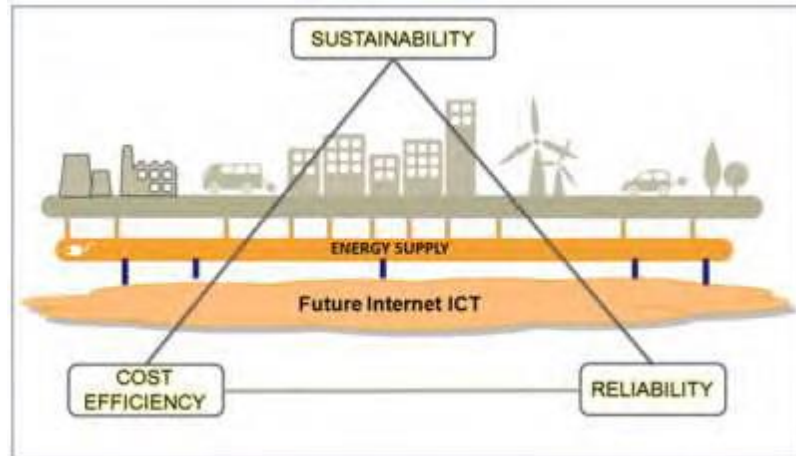 SUSTAINABILITY
ENERGY SUPPLY
Future Internet ICT
COST
EFFICIENCY
RELIABILITY